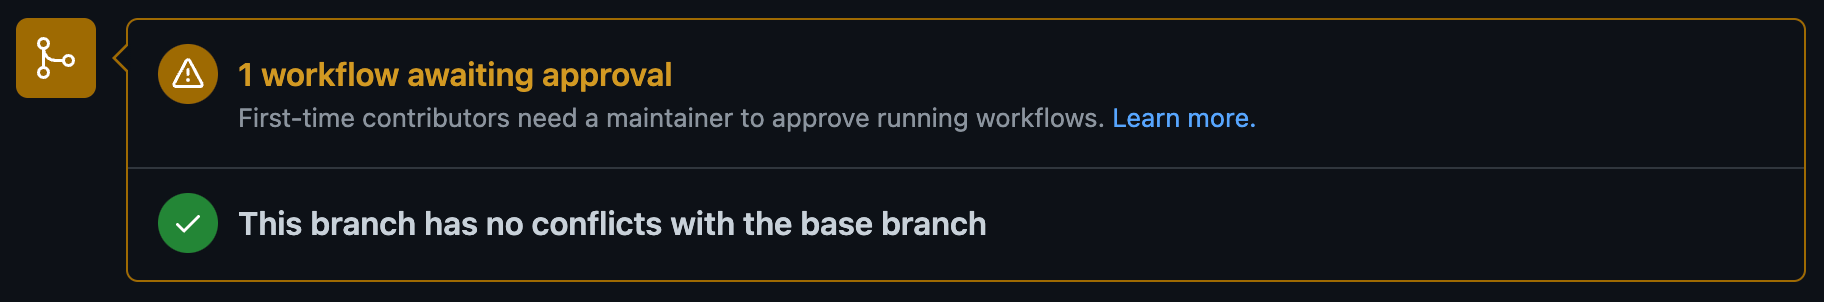 1 workflow awaiting approval
First-time contributors need a maintainer to approve running workflows. Learn more.
This branch has no conflicts with the base branch